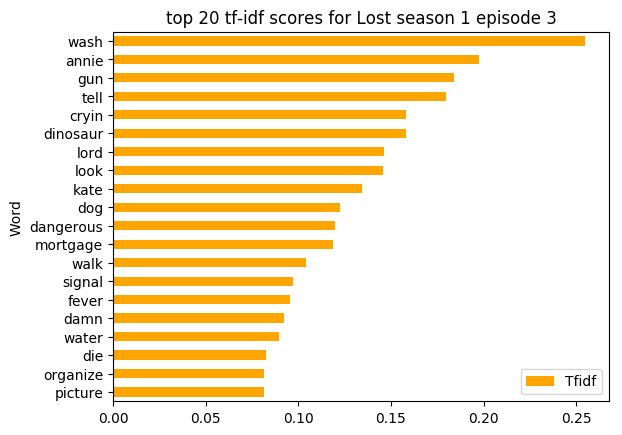 top 20 tf-idf scores for Lost season 1 episode 3
Word
wash
annie
gun
tell
cryin
dinosaur
lord
look
kate
dog
dangerous
mortgage
walk
signal
fever
damn
water
die
organize
picture
Tfidf
0.00 0.05 0.10 0.15 0.20 0.25